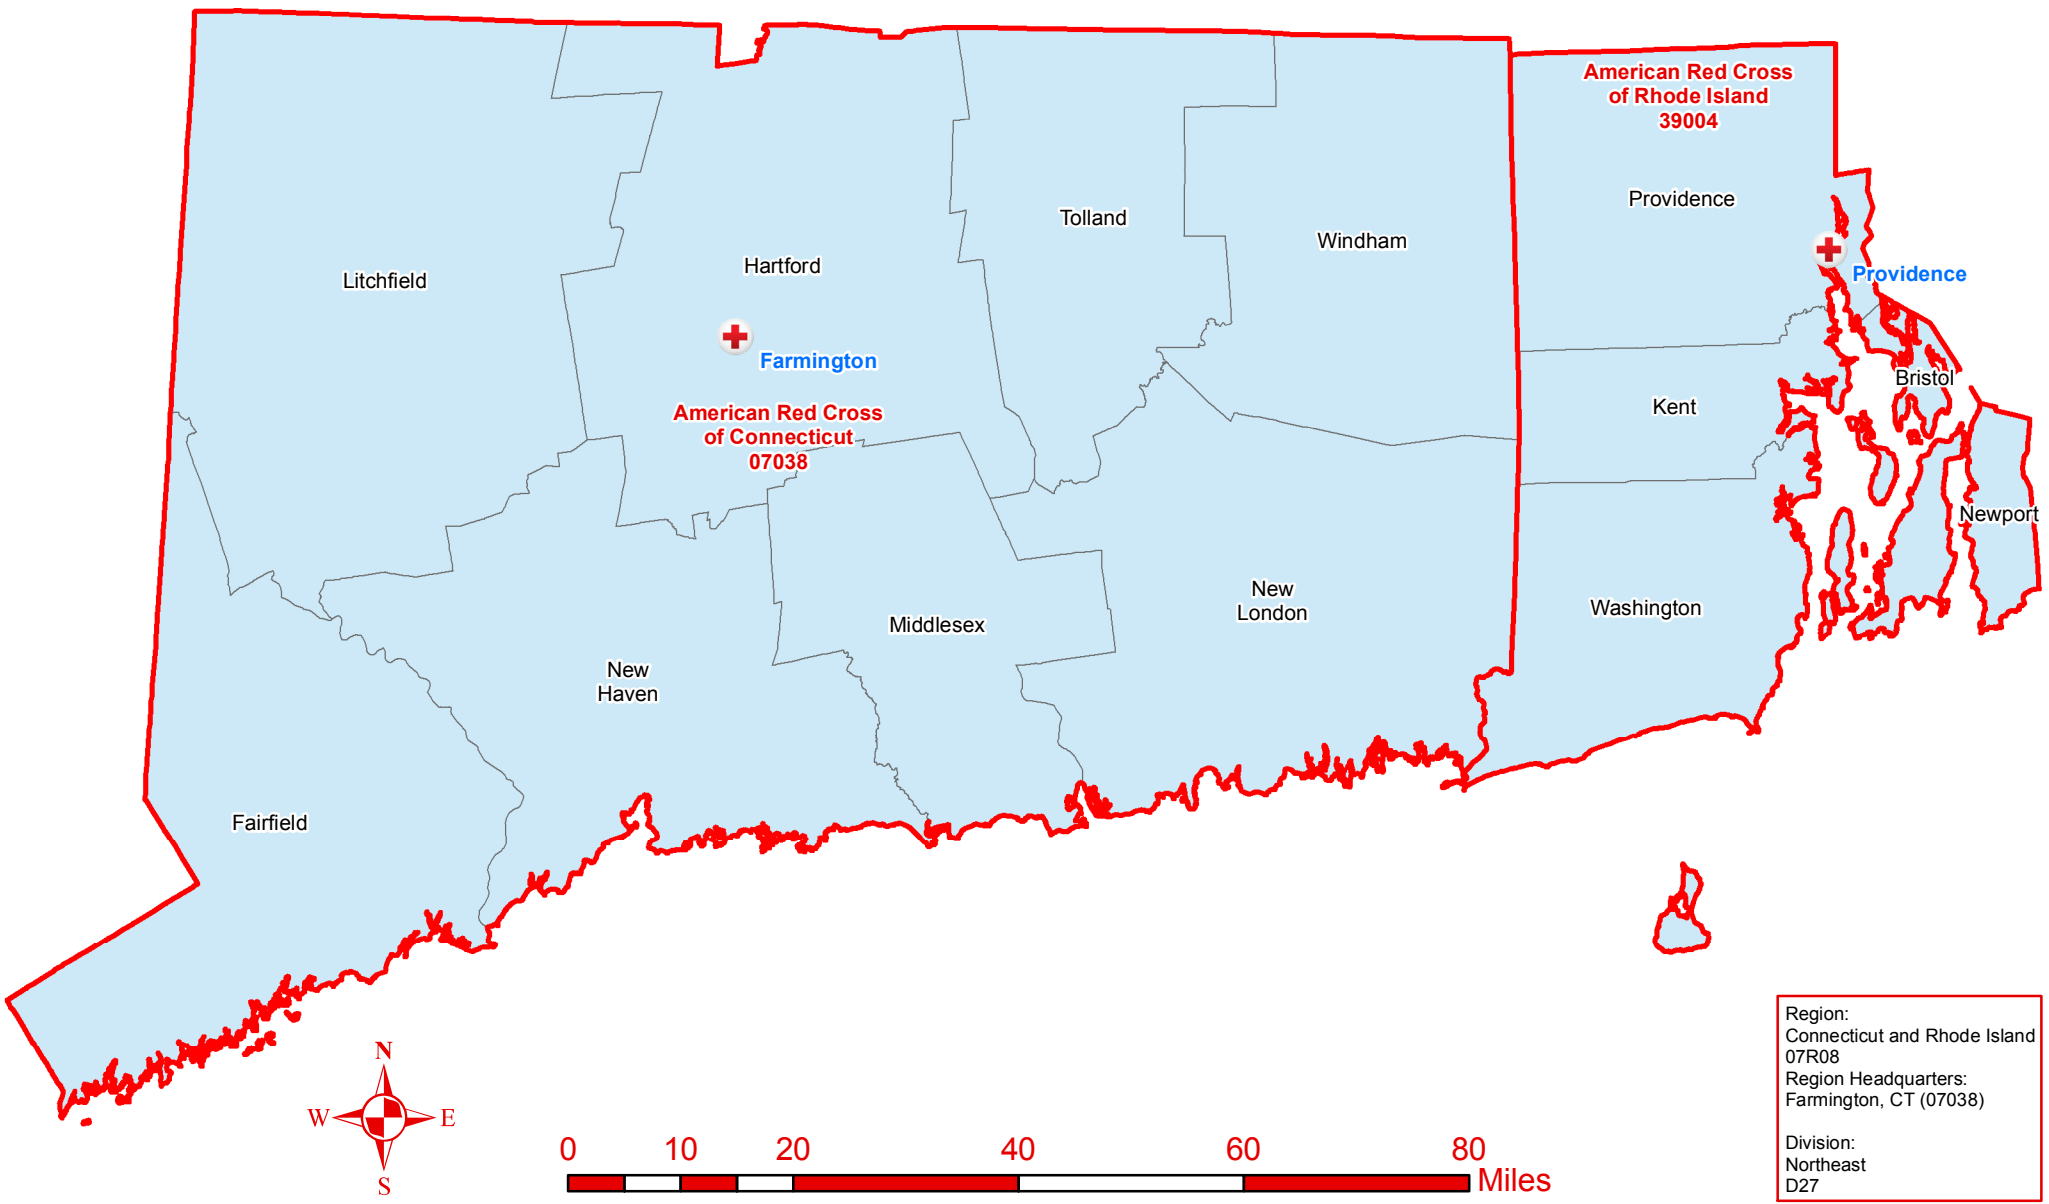 American Red Cross
of Rhode Island
39004
Providence
Tolland
Windham
Hartford
Litchfield
Providence
Farmington
Bristol
Kent
American Red Cross
of Connecticut
07038
Newport
New
London
Washington
Middlesex
New
Haven
Fairfield
Region:
Connecticut and Rhode Island
07R08
Region Headquarters:
Farmington, CT (07038)
Division:
Northeast
D27
N
W E
S
0 10 20 40 60 80
Miles